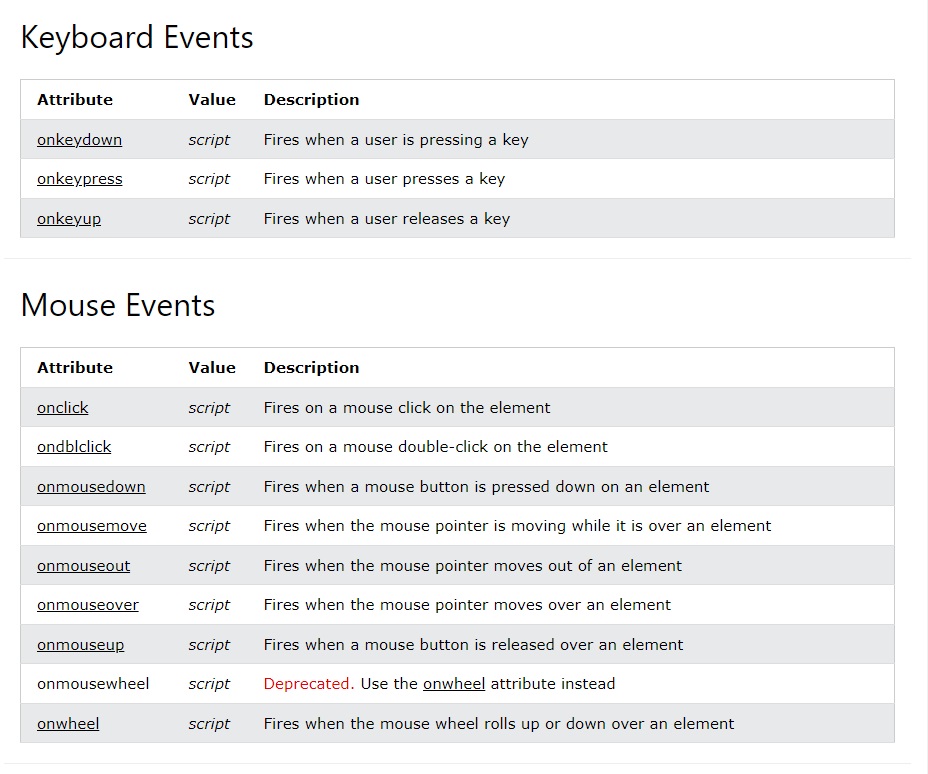 Keyboard Events
Attribute Value Description
onkeydown script Fires when a user is pressing a key
onkeypress script Fires when a user presses a key
onkeyup script Fires when a user releases a key
Mouse Events
Attribute Value Description
onclick script Fires on a mouse click on the element
ondblclick script Fires on a mouse double-click on the element
onmousedown script Fires when a mouse button is pressed down on an element
onmousemove script Fires when the mouse pointer is moving while it is over an element
onmouseout script Fires when the mouse pointer moves out of an element
onmouseover script Fires when the mouse pointer moves over an element
onmouseup script Fires when a mouse button is released over an element
onmousewheel script Deprecated. Use the onwheel attribute instead
onwheel script Fires when the mouse wheel rolls up or down over an element